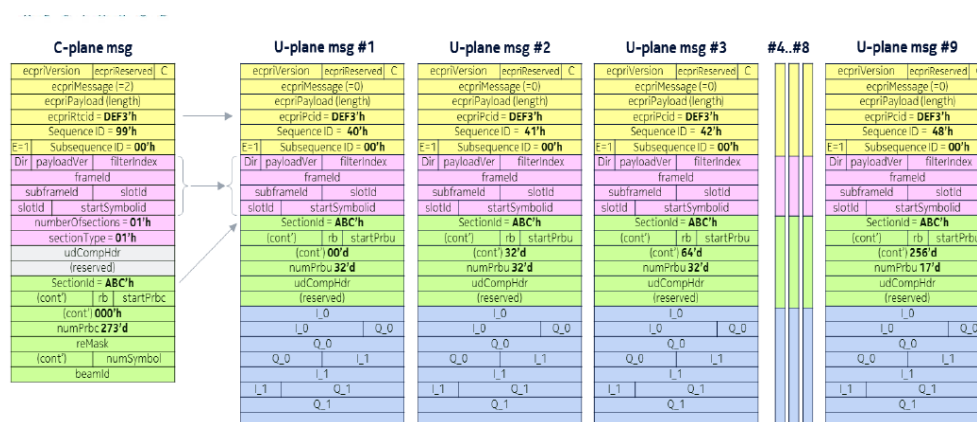 C-plane msg
ecpriVersion ecpriReserved C
ecpriMessage (=2)
ecpriPayload (length)
ecpriRtcid = DEF3'h
Sequence ID = 99'h
E=1 Subsequence ID = 00'h
Dir payloadVer filterIndex
frameId
subframeId slotId
slotId startSymbolid
numberOfsections = 01'h
sectionType = 01'h
udCompHdr
(reserved)
SectionId = ABC'h
(cont') rb startPrbc
(cont') 000'h
numPrbc 273'd
reMask
(cont') numSymbol
beamId
U-plane msg #1
ecpriVersion ecpriReserved C
ecpriMessage (=0)
ecpriPayload (length)
ecpriPcid = DEF3'h
Sequence ID = 40'h
E=1 Subsequence ID = 00'h
Dir payloadVer filterIndex
frameId
subframeId slotId
slotId startSymbolid
SectionId = ABC'h
(cont') rb startPrbu
(cont') 00'd
numPrbu 32'd
udCompHdr
(reserved)
I_0
I_0 Q_0
Q_0
Q_0 I_1
I_1
I_1 Q_1
Q_1
U-plane msg #2
ecpriVersion ecpriReserved C
ecpriMessage (=0)
ecpriPayload (length)
ecpriPcid = DEF3'h
Sequence ID = 41'h
E=1 Subsequence ID = 00'h
Dir payloadVer filterIndex
frameId
subframeId slotId
slotId startSymbolid
SectionId = ABC'h
(cont') rb startPrbu
(cont') 32'd
numPrbu 32'd
udCompHdr
(reserved)
I_0
I_0 Q_0
Q_0
Q_0 I_1
I_1
I_1 Q_1
Q_1
U-plane msg #3
ecpriVersion ecpriReserved C
ecpriMessage (=0)
ecpriPayload (length)
ecpriPcid = DEF3'h
Sequence ID = 42'h
E=1 Subsequence ID = 00'h
Dir payloadVer filterIndex
frameId
subframeId slotId
slotId startSymbolid
SectionId = ABC'h
(cont') rb startPrbu
(cont') 64'd
numPrbu 32'd
udCompHdr
(reserved)
I_0
I_0 Q_0
Q_0
Q_0 I_1
I_1
I_1 Q_1
Q_1
#4..#8
U-plane msg #9
ecpriVersion ecpriReserved C
ecpriMessage (=0)
ecpriPayload (length)
ecpriPcid = DEF3'h
Sequence ID = 48'h
E=1 Subsequence ID = 00'h
Dir payloadVer filterIndex
frameId
subframeId slotId
slotId startSymbolid
SectionId = ABC'h
(cont') rb startPrbu
(cont') 256'd
numPrbu 17'd
udCompHdr
(reserved)
I_0
I_0 Q_0
Q_0
Q_0 I_1
I_1
I_1 Q_1
Q_1